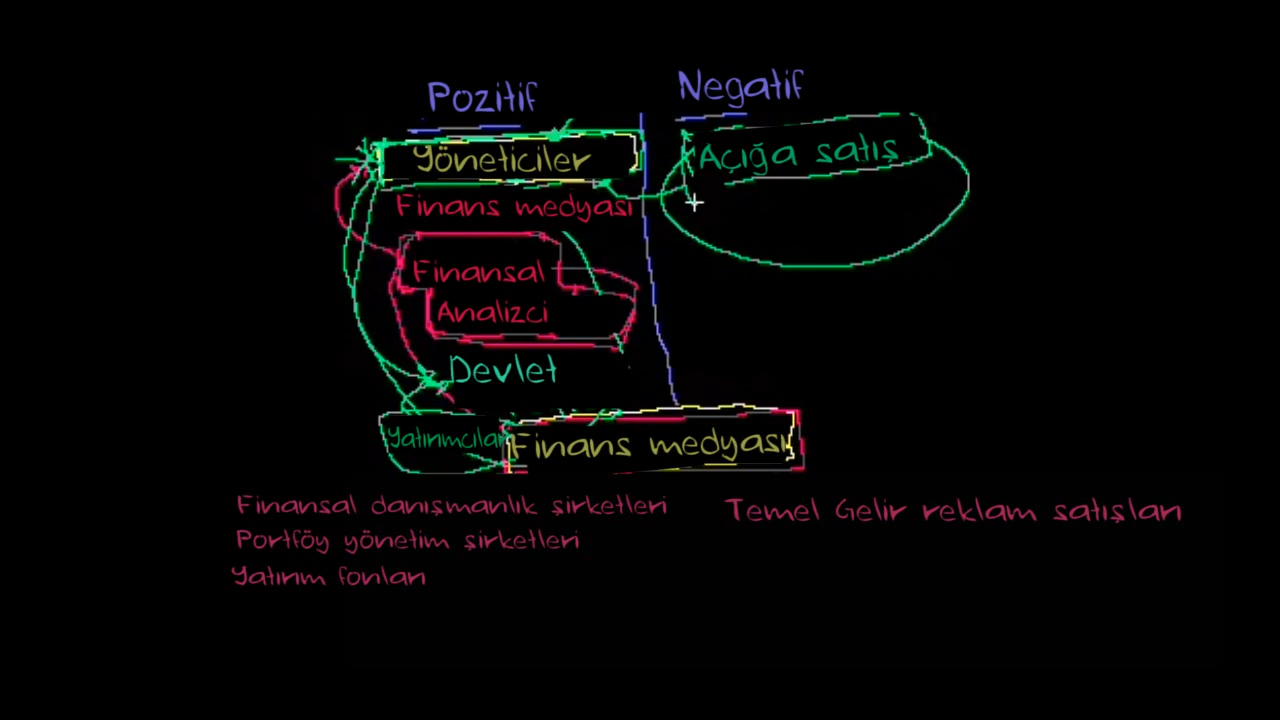 Pozitif
Negatif
Yöneticiler
Açığa satış
Finans medyası
Finansal
Analizci
Devlet
Yatırımcılar
Finans medyası
Finansal danışmanlık şirketleri
Temel Gelir reklam satışları
Portföy yönetim şirketleri
Yatırım fonları